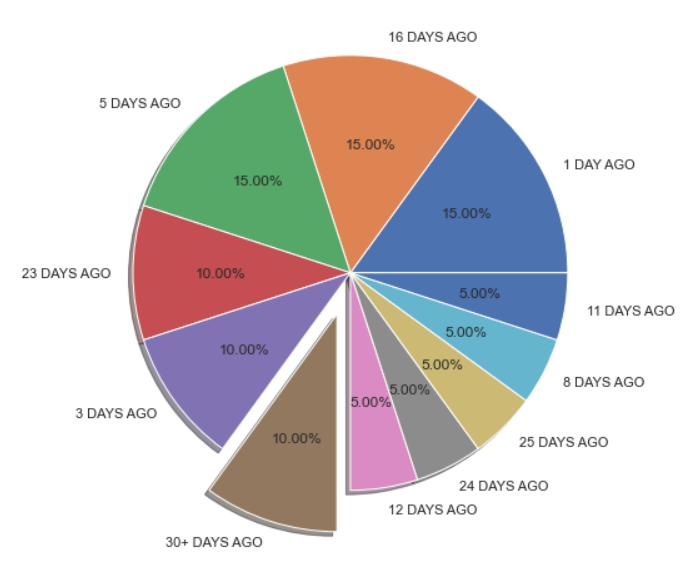 16 DAYS AGO
5 DAYS AGO
15.00%
1 DAY AGO
15.00%
15.00%
23 DAYS AGO
10.00%
5.00%
11 DAYS AGO
5.00%
10.00%
5.00%
8 DAYS AGO
5.00%
5.00%
3 DAYS AGO
10.00%
25 DAYS AGO
24 DAYS AGO
12 DAYS AGO
30+ DAYS AGO